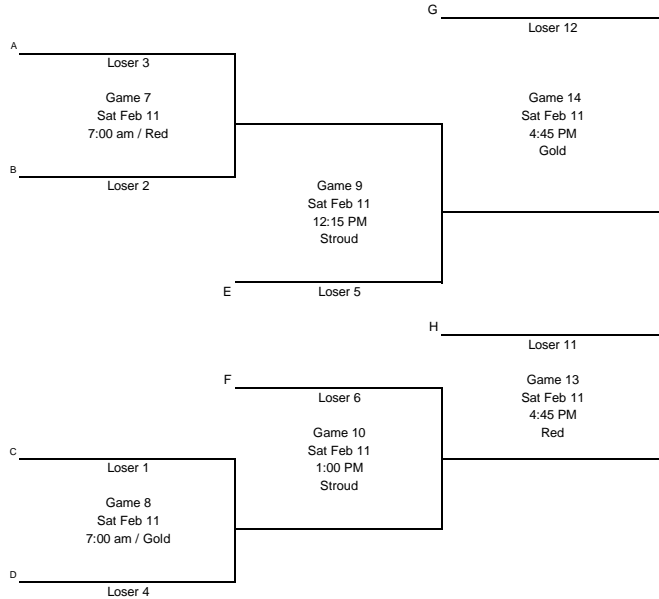 G
Loser 12
A
Loser 3
Game 7
Sat Feb 11
7:00 am / Red
Game 14
Sat Feb 11
4:45 PM
Gold
B
Loser 2
Game 9
Sat Feb 11
12:15 PM
Stroud
E
Loser 5
H
Loser 11
F
Loser 6
Game 13
Sat Feb 11
4:45 PM
Red
Game 10
Sat Feb 11
1:00 PM
Stroud
C
Loser 1
Game 8
Sat Feb 11
7:00 am / Gold
D
Loser 4